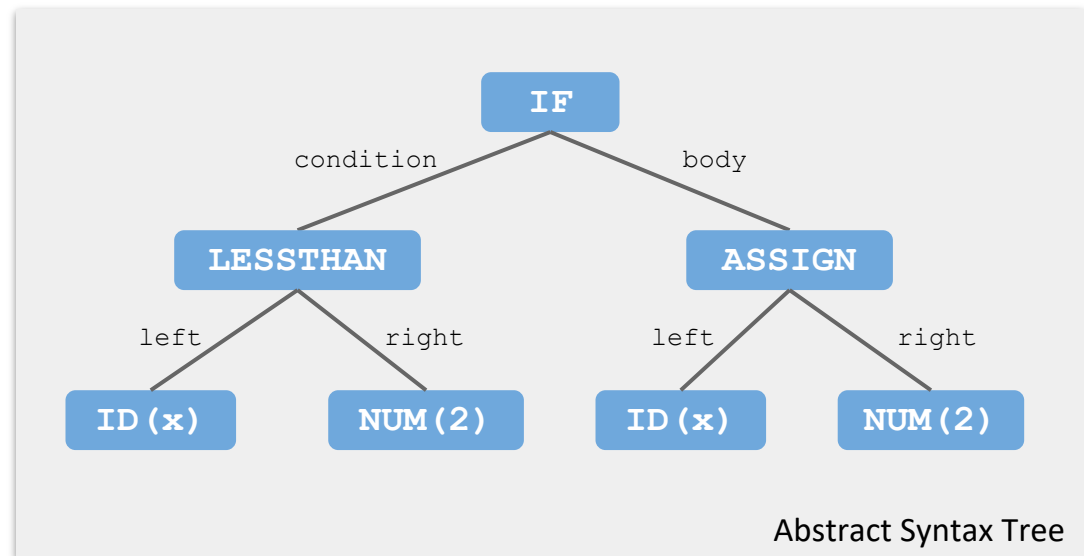 IF
condition
body
LESSTHAN
ASSIGN
left
right
left
right
ID(x)
NUM(2)
ID(x)
NUM(2)
Abstract Syntax Tree